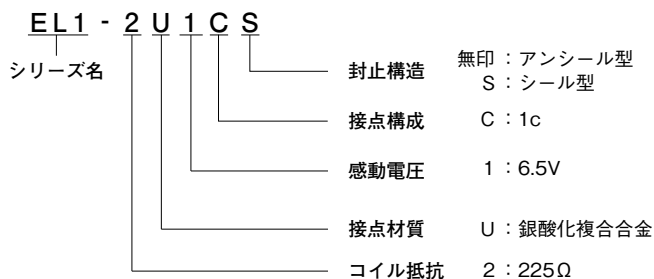 EL1 - 2 U 1 C S
シリーズ名
封止構造 無印：アンシール型
S：シール型
接点構成 C：1c
感動電圧 1：6.5V
接点材質 U：銀酸化複合合金
コイル抵抗 2：225Ω